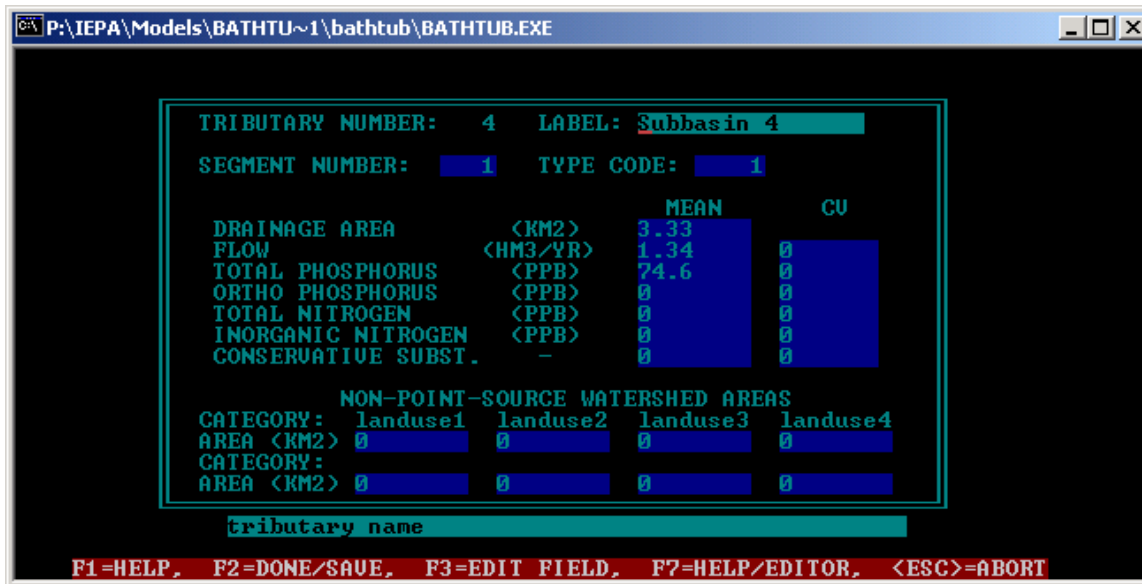 P:\IEPA\Models\BATHTU~1\bathtub\BATHTUB.EXE
TRIBUTARY NUMBER: 4 LABEL: Subbasin 4
SEGMENT NUMBER: 1 TYPE CODE: 1
MEAN CV
DRAINAGE AREA (KM2) 3.33
FLOW (HM3/YR) 1.34 0
TOTAL PHOSPHORUS (PPB) 74.6 0
ORTHO PHOSPHORUS (PPB) 0 0
TOTAL NITROGEN (PPB) 0 0
INORGANIC NITROGEN (PPB) 0 0
CONSERVATIVE SUBST. - 0 0
NON-POINT-SOURCE WATERSHED AREAS
CATEGORY: landuse1 landuse2 landuse3 landuse4
AREA (KM2) 0 0 0 0
CATEGORY:
AREA (KM2) 0 0 0 0
tributary name
F1=HELP, F2=DONE/SAVE, F3=EDIT FIELD, F7=HELP/EDITOR, <ESC>=ABORT